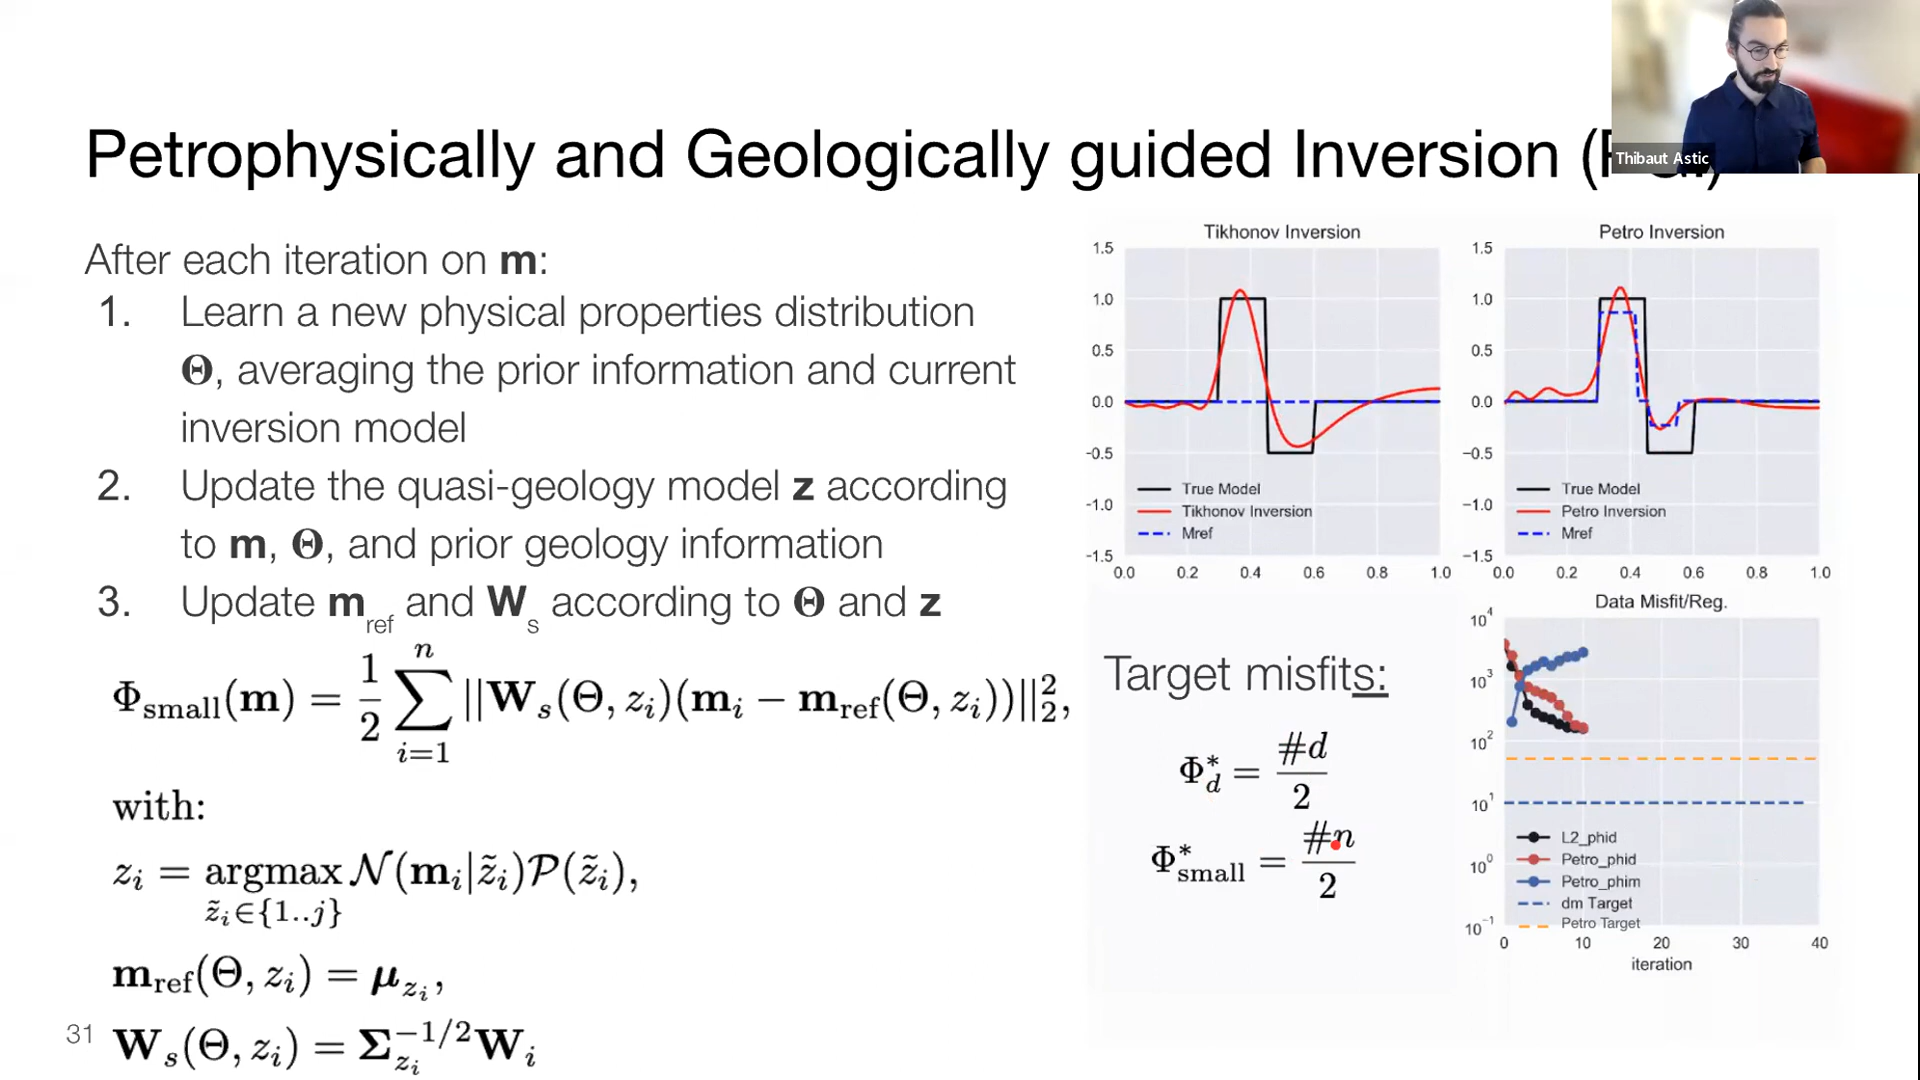 Petrophysically and Geologically guided Inversion (
Thibaut Astic
After each iteration on m:
1. Learn a new physical properties distribution
Θ, averaging the prior information and current
inversion model
2. Update the quasi-geology model z according
to m, Θ, and prior geology information
3. Update m_ref and W_s according to Θ and z
Φ_small(m) = 1/2 ∑_{i=1}^{n} ||W_s(Θ, z_i)(m_i − m_ref(Θ, z_i))||_2^2,
with:
z_i = argmax_{z̃_i∈{1..j}} 𝒩(m_i|z̃_i)𝒫(z̃_i),
m_ref(Θ, z_i) = μ_{z_i},
W_s(Θ, z_i) = Σ_{z_i}^{−1/2} W_i
31
Tikhonov Inversion
1.5
1.0
0.5
0.0
-0.5
-1.0
-1.5
True Model
Tikhonov Inversion
Mref
0.0 0.2 0.4 0.6 0.8 1.0
Petro Inversion
1.5
1.0
0.5
0.0
−0.5
−1.0
−1.5
True Model
Petro Inversion
Mref
0.0 0.2 0.4 0.6 0.8 1.0
Target misfits:
Φ_d^* = #d/2
Φ_small^* = #n/2
Data Misfit/Reg.
10^4
10^3
10^2
10^1
10^0
10^−1
L2_phid
Petro_phid
Petro_phim
dm Target
Petro Target
0 10 20 30 40
iteration